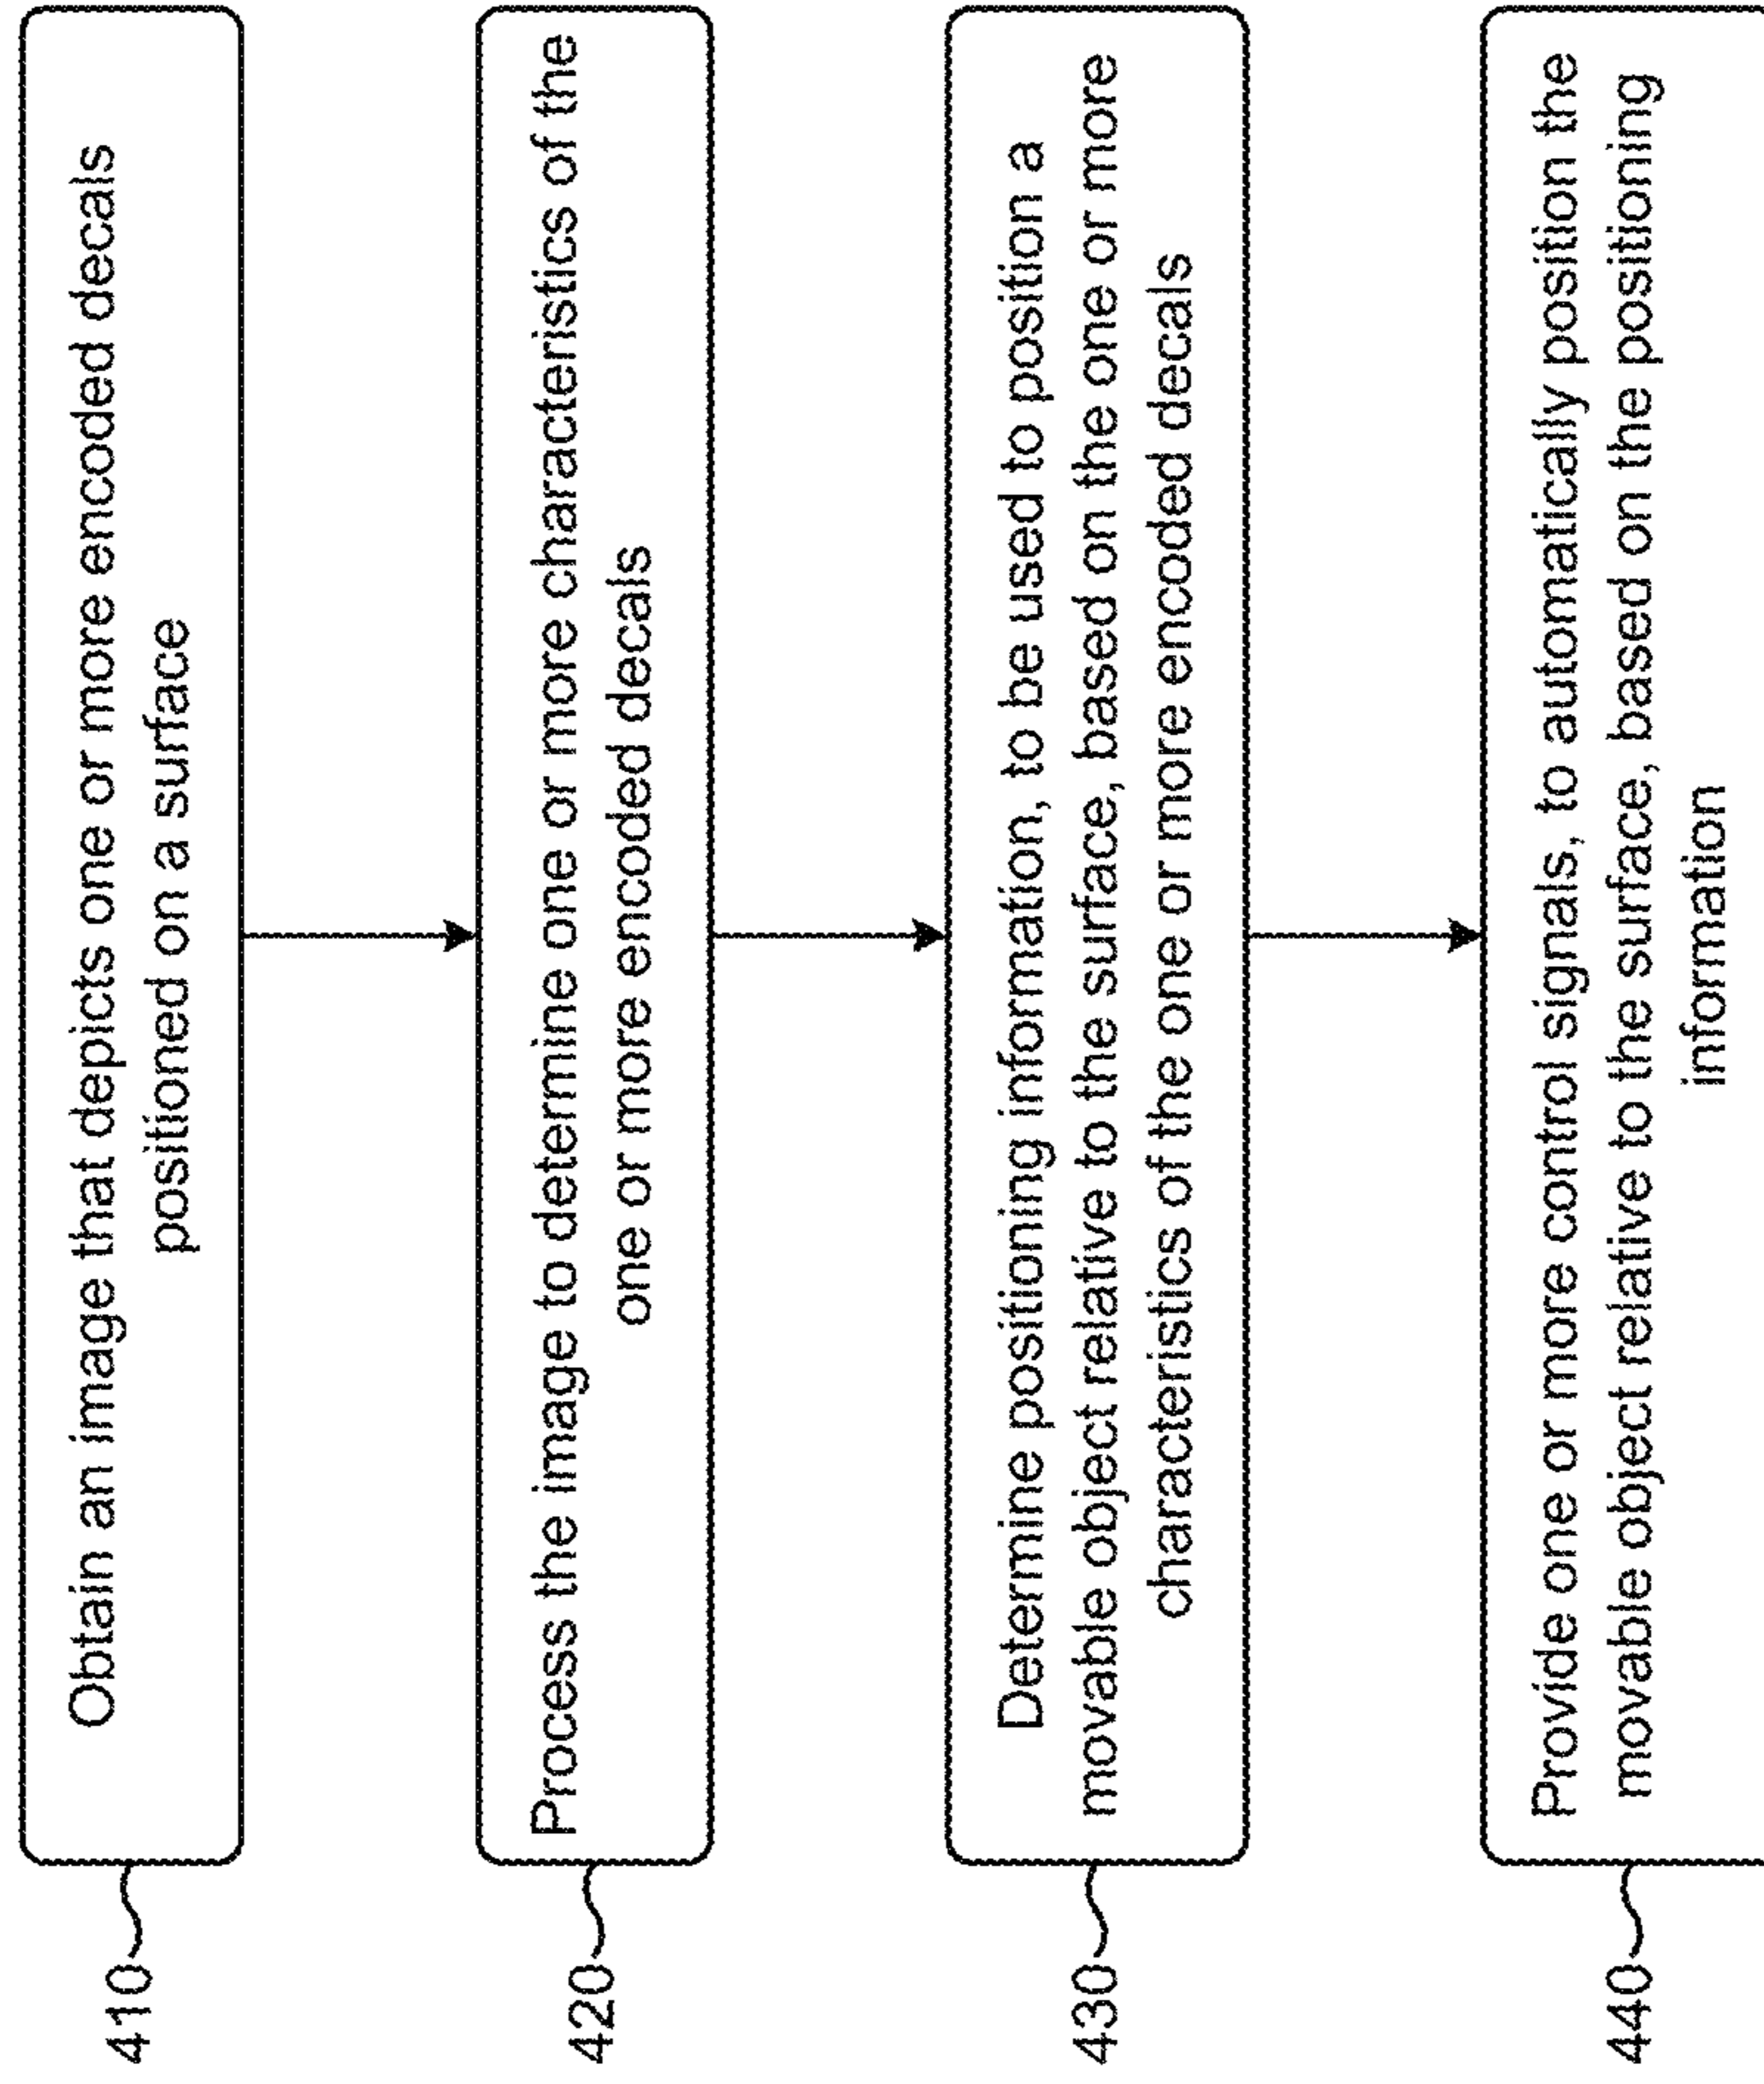 410
Obtain an image that depicts one or more encoded decals
positioned on a surface
420
Process the image to determine one or more characteristics of the
one or more encoded decals
430
Determine positioning information, to be used to position a
movable object relative to the surface, based on the one or more
characteristics of the one or more encoded decals
440
Provide one or more control signals, to automatically position the
movable object relative to the surface, based on the positioning
information